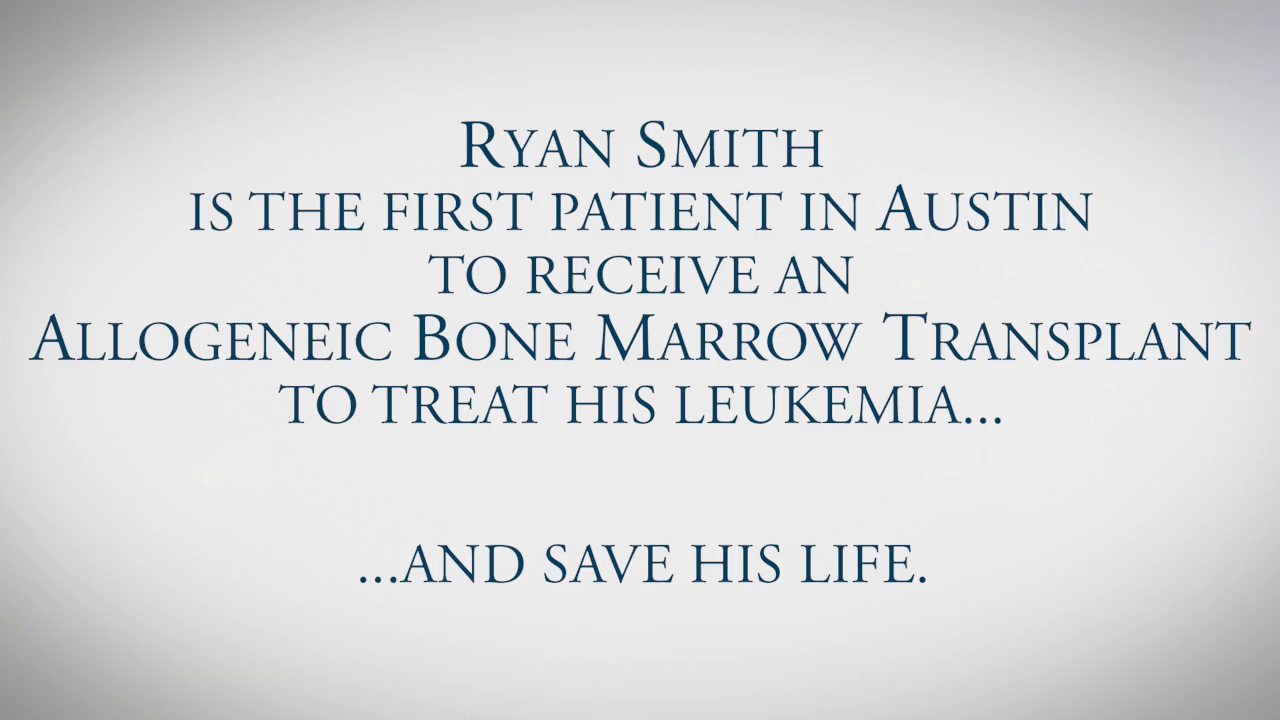 Ryan Smith
is the first patient in Austin
to receive an
Allogeneic Bone Marrow Transplant
to treat his leukemia...
...and save his life.